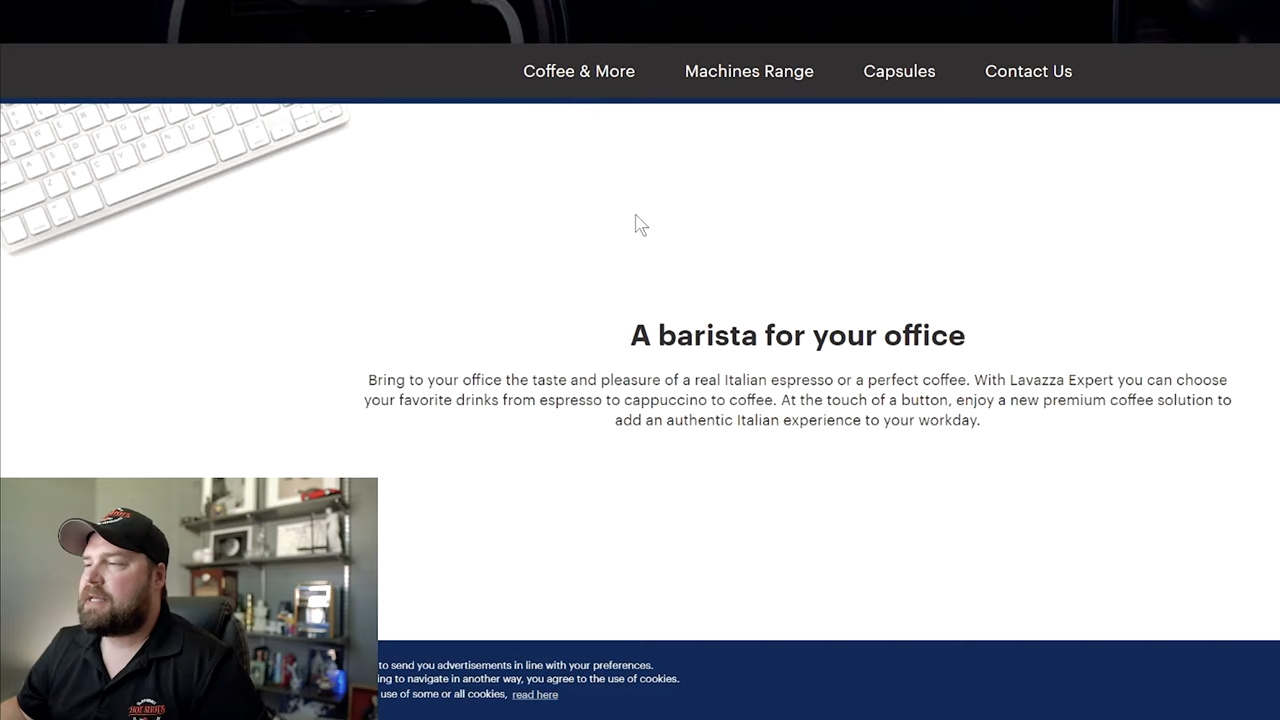 Coffee & More Machines Range Capsules Contact Us
A barista for your office
Bring to your office the taste and pleasure of a real Italian espresso or a perfect coffee. With Lavazza Expert you can choose
your favorite drinks from espresso to cappuccino to coffee. At the touch of a button, enjoy a new premium coffee solution to
add an authentic Italian experience to your workday.
to send you advertisements in line with your preferences.
ing to navigate in another way, you agree to the use of cookies.
use of some or all cookies, read here
HOT SHOTS